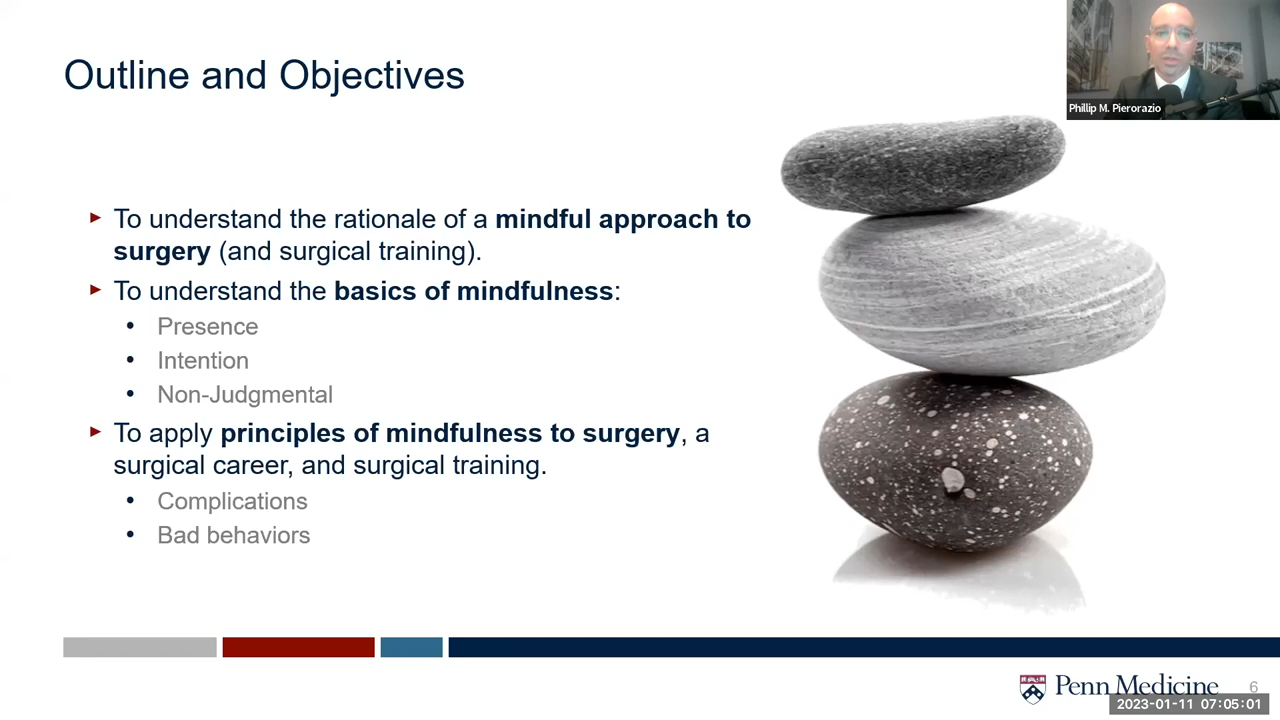 Outline and Objectives
Phillip M. Pierorazio
To understand the rationale of a mindful approach to
surgery (and surgical training).
To understand the basics of mindfulness:
• Presence
• Intention
• Non-Judgmental
To apply principles of mindfulness to surgery, a
surgical career, and surgical training.
• Complications
• Bad behaviors
Penn Medicine
6
2023-01-11 07:05:01